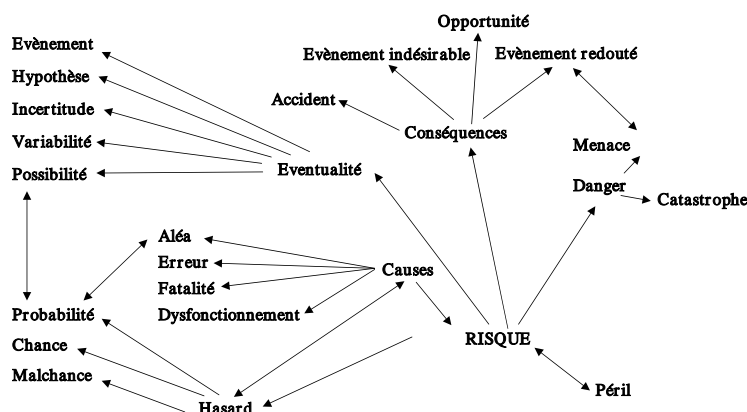 Opportunité
Evènement
Evènement indésirable
Evènement redouté
Hypothèse
Accident
Incertitude
Conséquences
Variabilité
Menace
Possibilité
Eventualité
Danger
Catastrophe
Aléa
Erreur
Causes
Fatalité
Probabilité
Dysfonctionnement
RISQUE
Chance
Malchance
Péril
Hasard